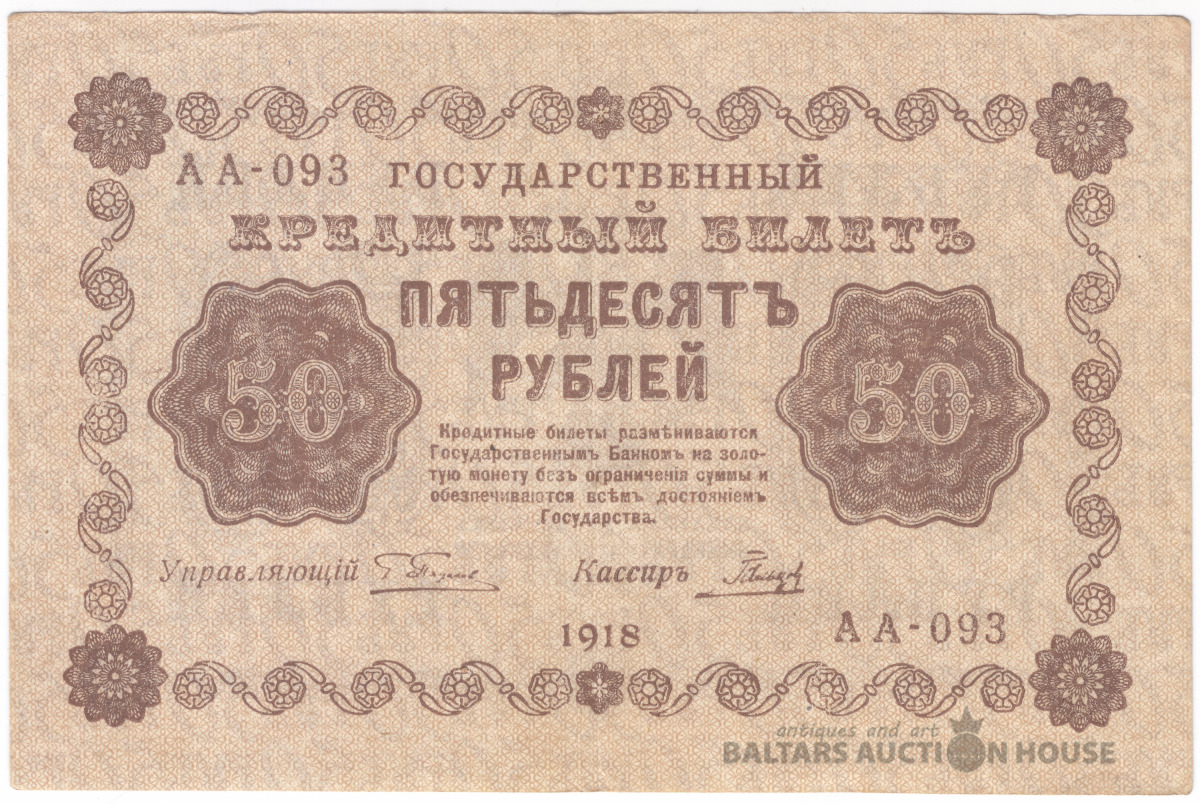 АА-093 ГОСУДАРСТВЕННЫЙ
КРЕДИТНЫЙ БИЛЕТЪ
ПЯТЬДЕСЯТЪ
РУБЛЕЙ
50
50
Кредитные билеты размѣниваются
Государственнымъ Банкомъ на золо-
тую монету безъ ограниченія суммы и
обезпечиваются всѣмъ достояніемъ
Государства.
Управляющій
Кассиръ
1918
АА-093
antiques and art
BALTARS AUCTION HOUSE